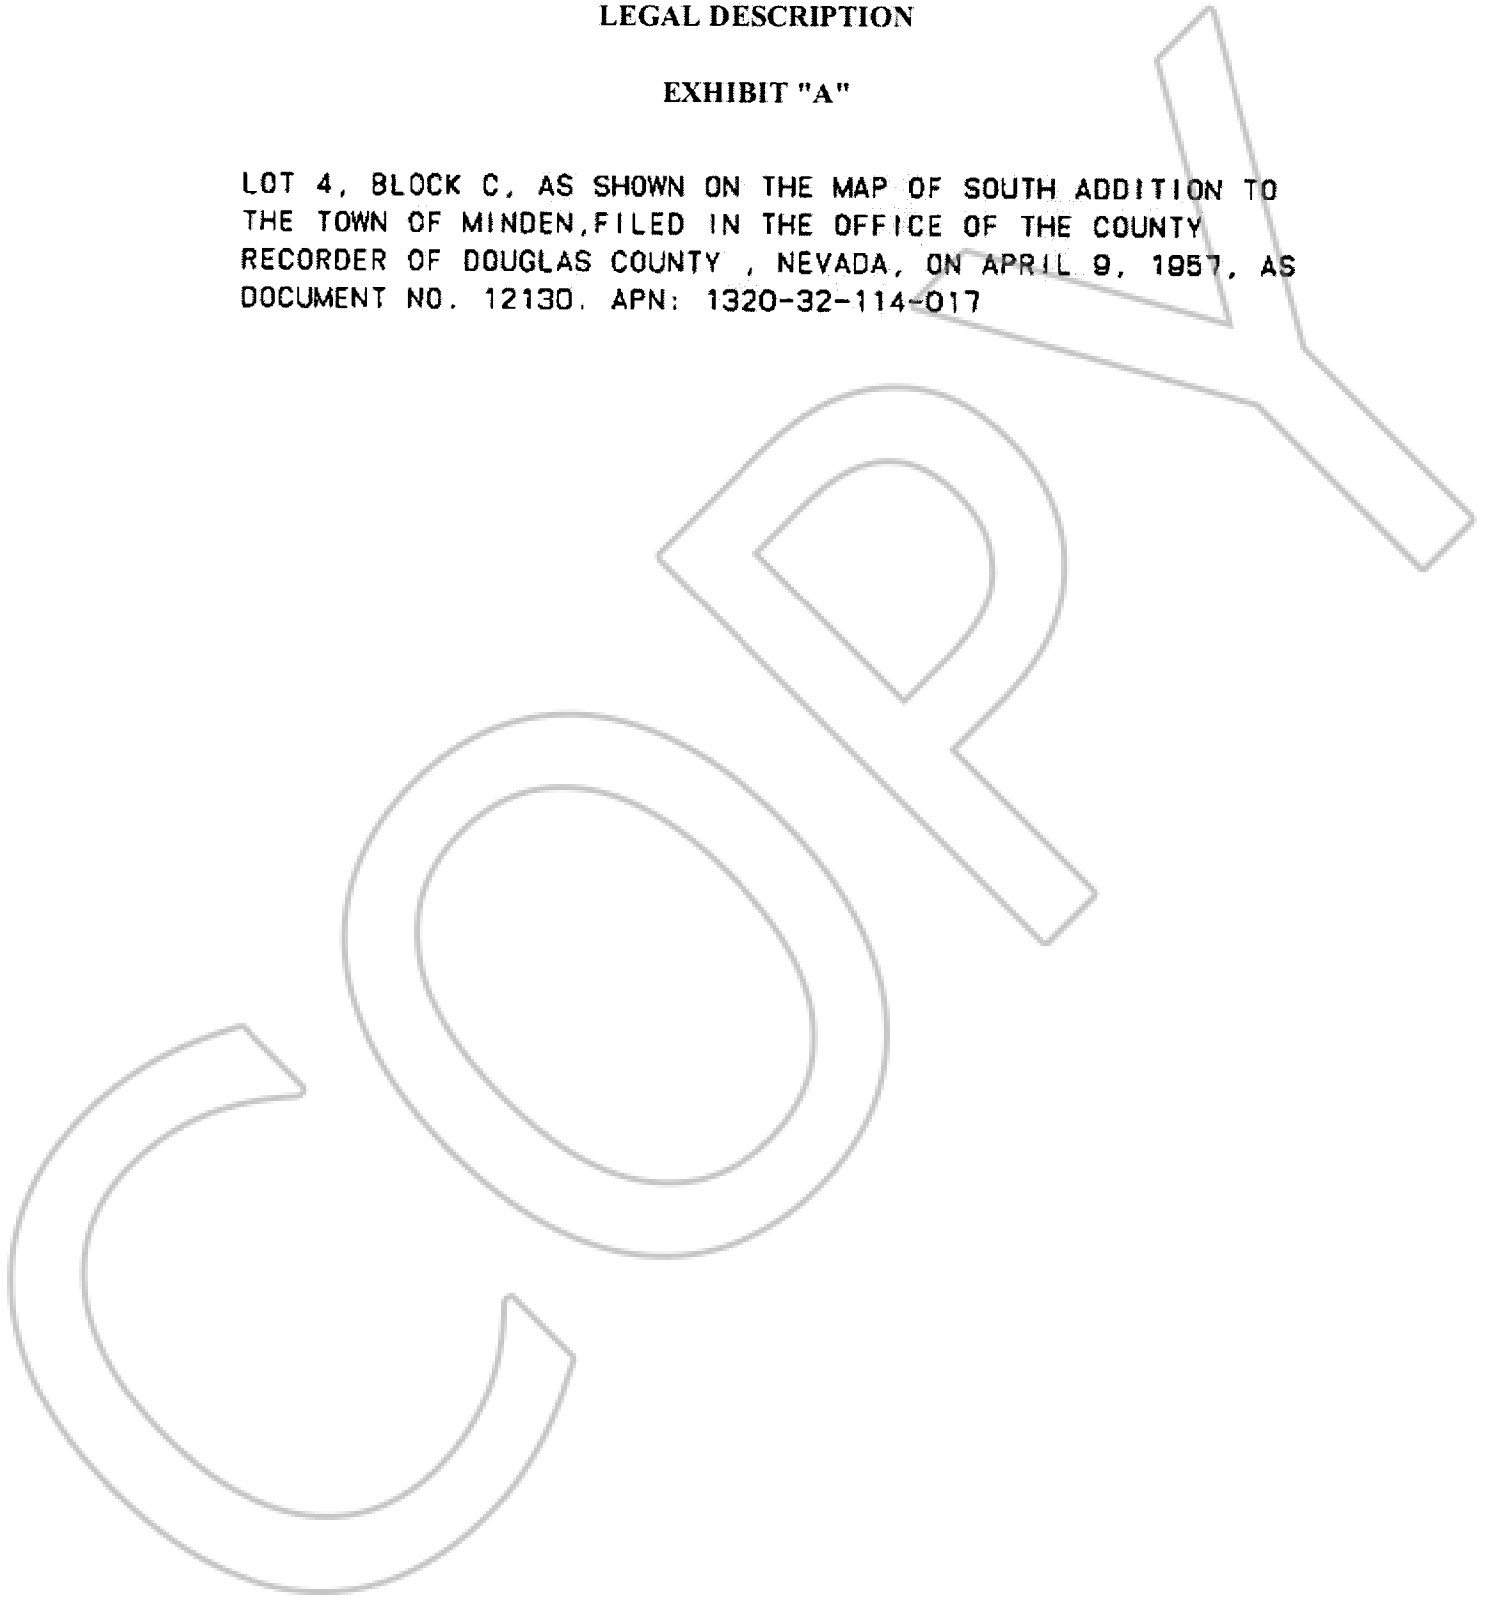 LEGAL DESCRIPTION
EXHIBIT "A"
LOT 4, BLOCK C, AS SHOWN ON THE MAP OF SOUTH ADDITION TO
THE TOWN OF MINDEN,FILED IN THE OFFICE OF THE COUNTY
RECORDER OF DOUGLAS COUNTY , NEVADA, ON APRIL 9, 1957, AS
DOCUMENT NO. 12130. APN: 1320-32-114-017
COPY